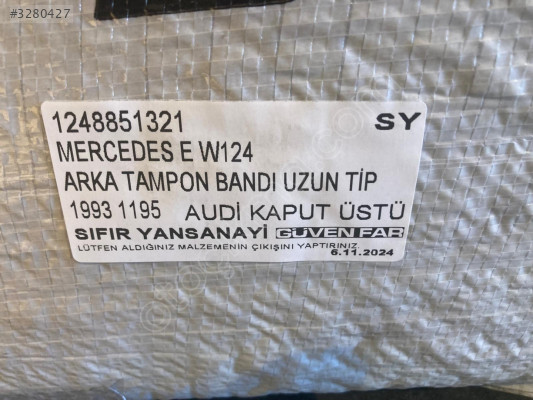 #3280427
1248851321 SY
MERCEDES E W124
ARKA TAMPON BANDI UZUN TİP
1993 1195 AUDİ KAPUT ÜSTÜ
SIFIR YANSANAYİ GÜVEN FAR
LÜTFEN ALDIĞINIZ MALZEMENİN ÇIKIŞINI YAPTIRINIZ
6.11.2024